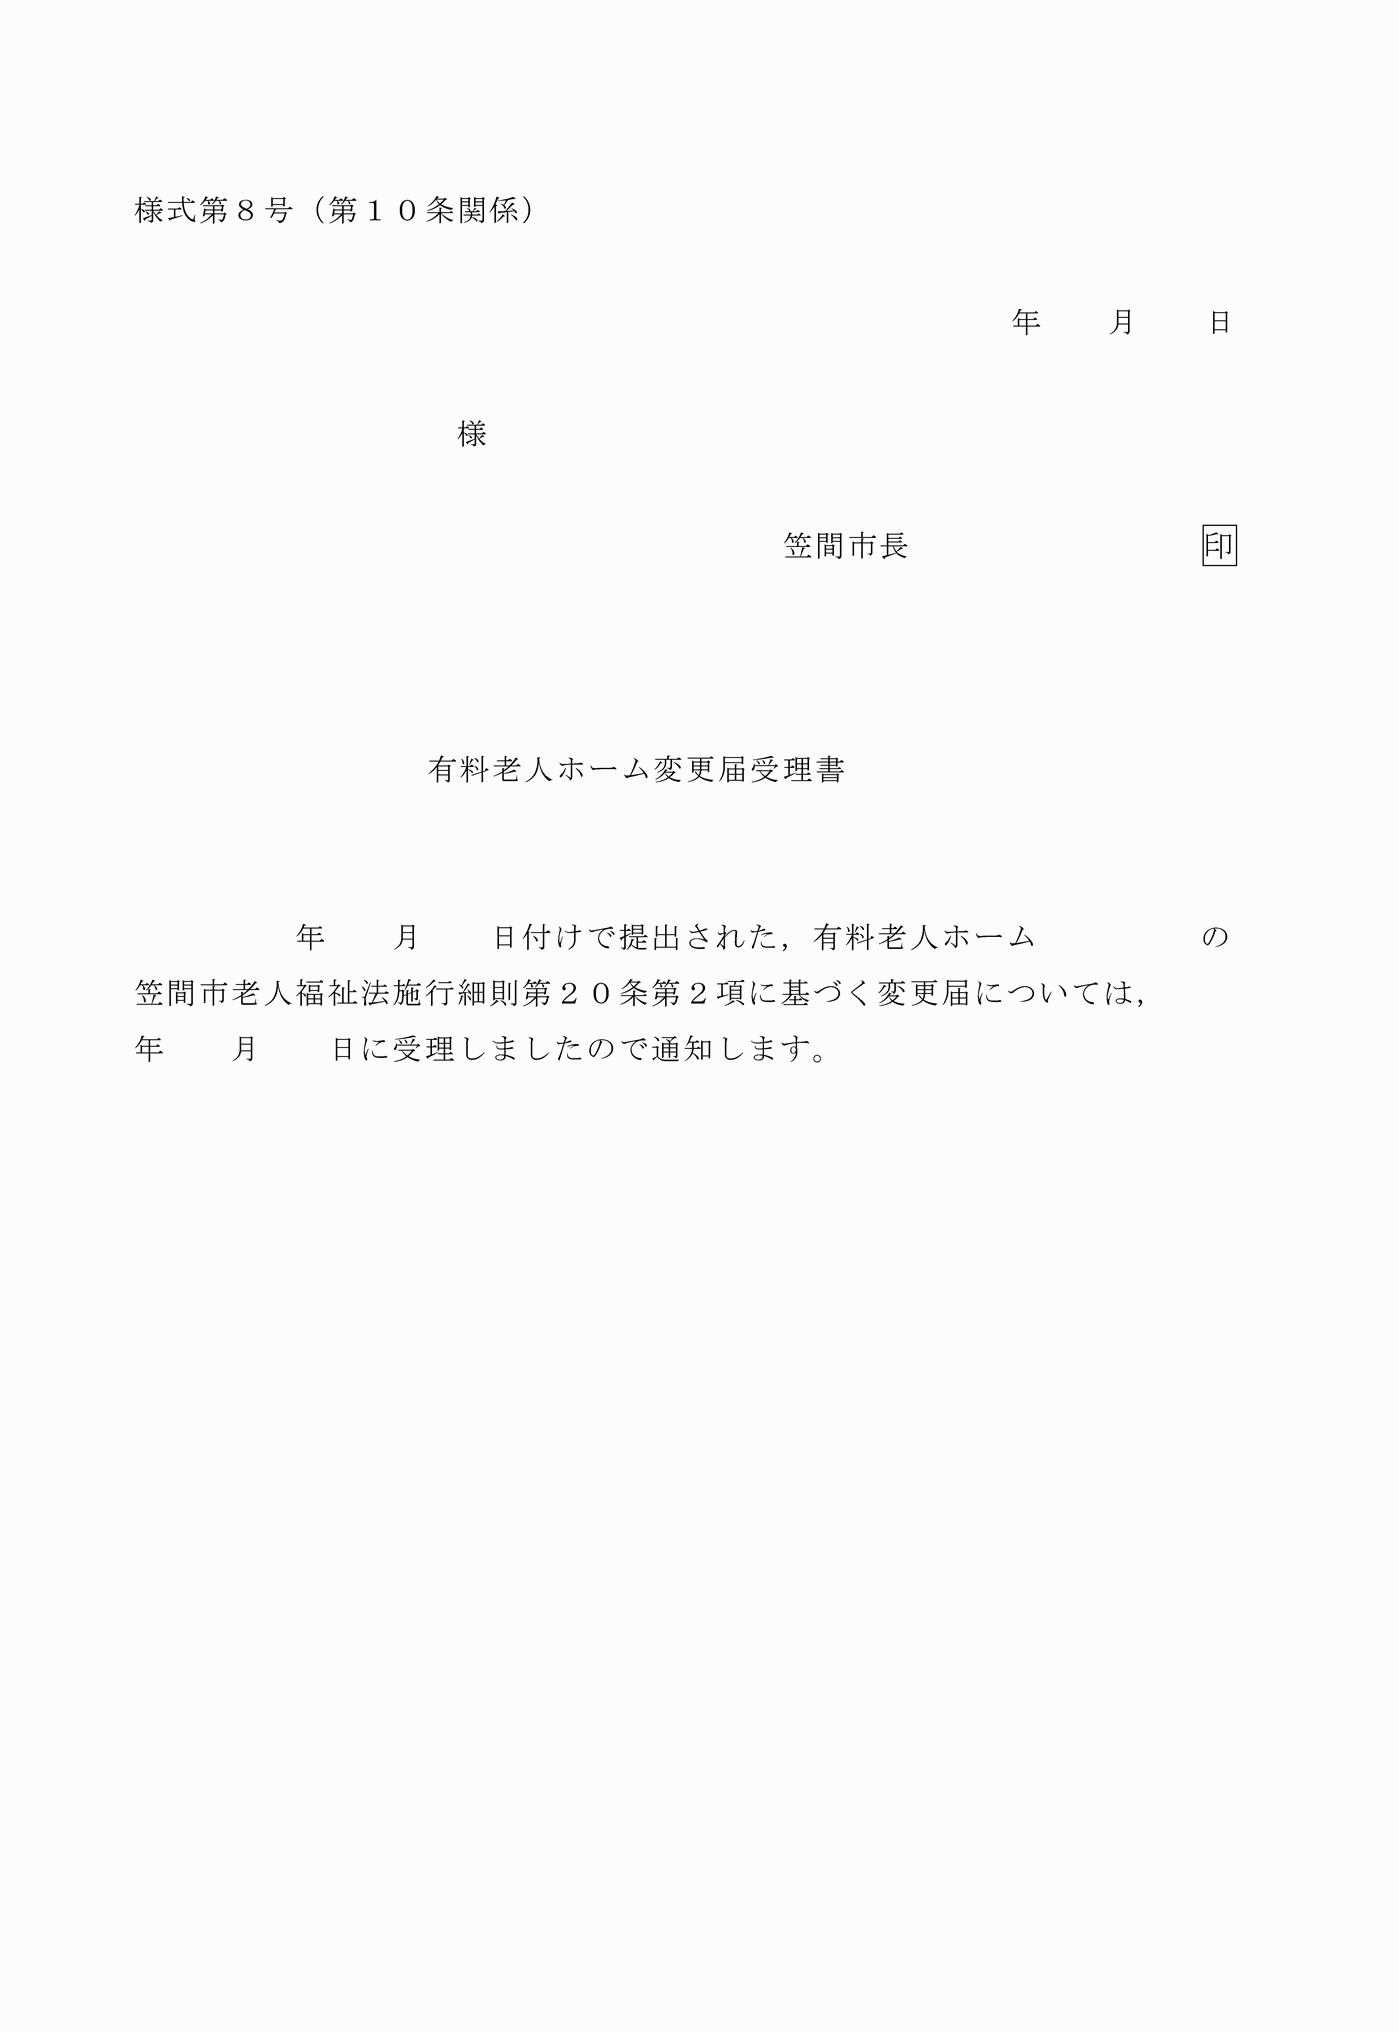 様式第８号（第１０条関係）
年　　月　　日
様
笠間市長　　　　　　　　　印
有料老人ホーム変更届受理書
年　　月　　日付けで提出された，有料老人ホーム　　　　　の
笠間市老人福祉法施行細則第２０条第２項に基づく変更届については，
年　　月　　日に受理しましたので通知します。